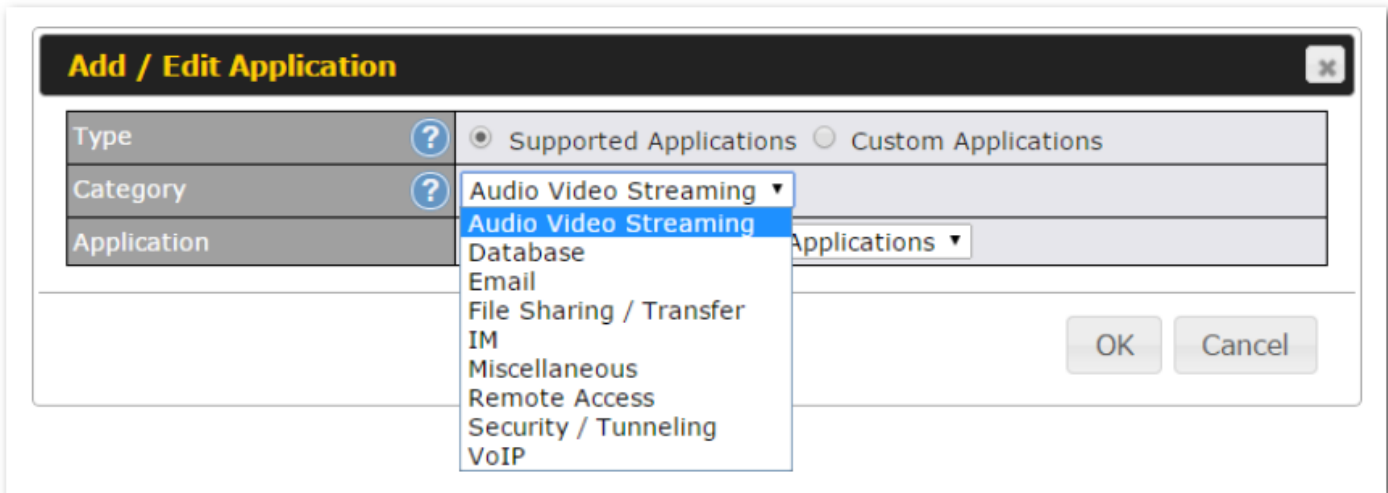 Add / Edit Application
Type ? Supported Applications Custom Applications
Category ? Audio Video Streaming
Audio Video Streaming
Application Applications
Database
Email
File Sharing / Transfer
IM
Miscellaneous
Remote Access
Security / Tunneling
VoIP
OK Cancel